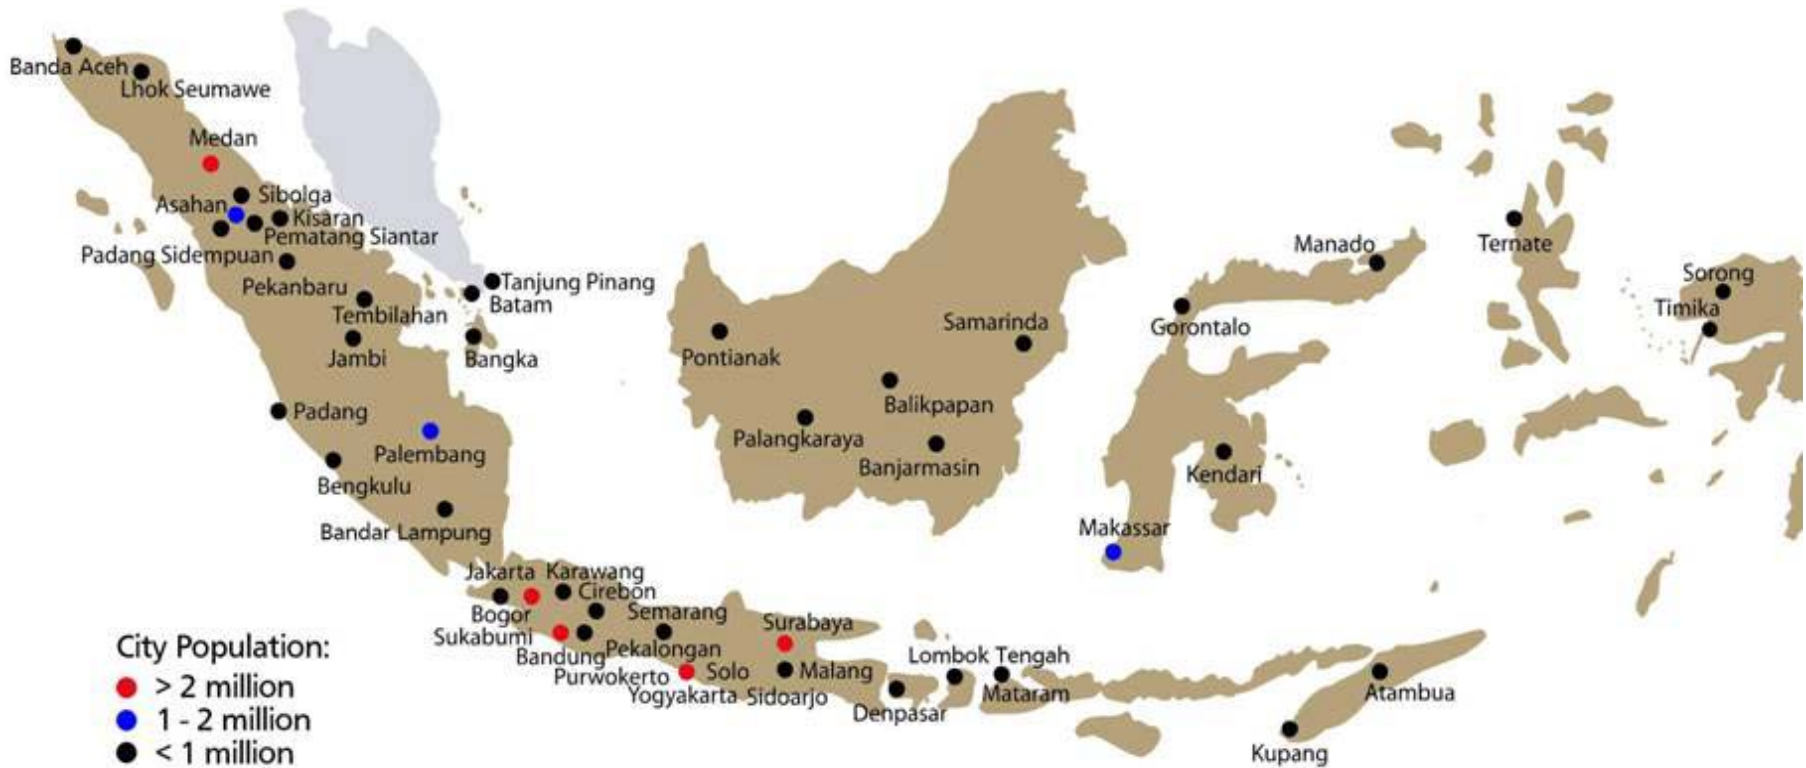 Banda Aceh
Lhok Seumawe
Medan
Sibolga
Asahan
Kisaran
Pematang Siantar
Padang Sidempuan
Pekanbaru
Tanjung Pinang
Batam
Tembilahan
Jambi
Bangka
Padang
Palembang
Bengkulu
Bandar Lampung
Pontianak
Samarinda
Balikpapan
Palangkaraya
Banjarmasin
Manado
Gorontalo
Kendari
Makassar
Ternate
Sorong
Timika
Jakarta
Karawang
Cirebon
Bogor
Semarang
Surabaya
Sukabumi
Pekalongan
Bandung
Purwokerto
Solo
Malang
Yogyakarta
Sidoarjo
Lombok Tengah
Mataram
Denpasar
Atambua
Kupang
City Population:
> 2 million
1 - 2 million
< 1 million